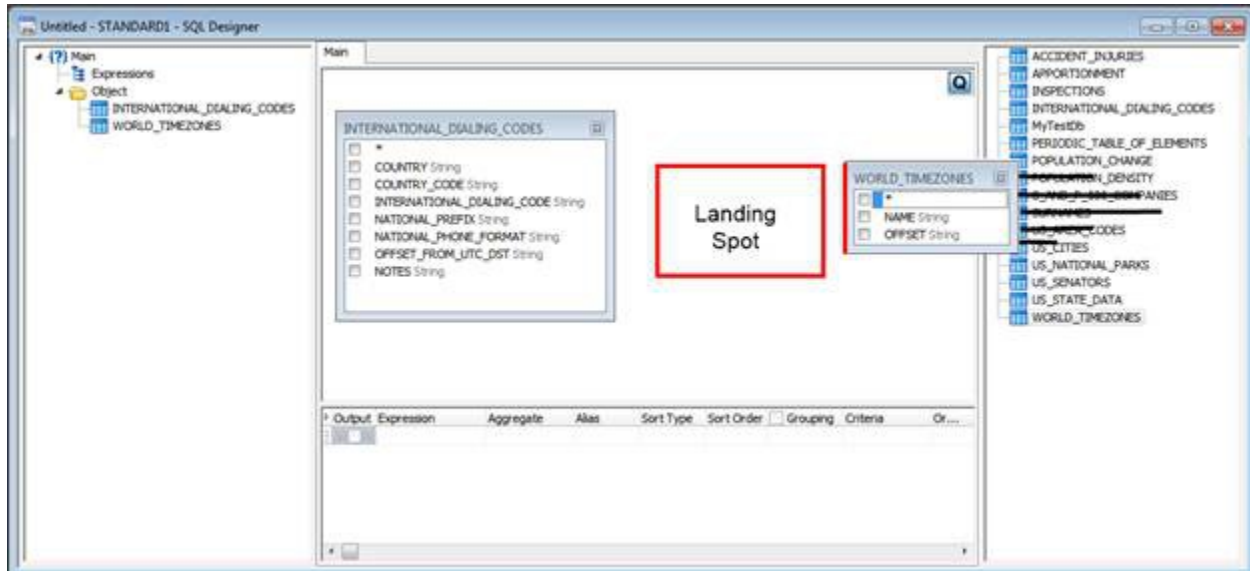 Untitled - STANDARD1 - SQL Designer
Main
Expressions
Object
INTERNATIONAL_DIALING_CODES
WORLD_TIMEZONES
Main
Q
INTERNATIONAL_DIALING_CODES
*
COUNTRY String
COUNTRY_CODE String
INTERNATIONAL_DIALING_CODE String
NATIONAL_PREFIX String
NATIONAL_PHONE_FORMAT String
OFFSET_FROM_UTC_DST String
NOTES String
Landing
Spot
WORLD_TIMEZONES
*
NAME String
OFFSET String
Output Expression Aggregate Alias Sort Type Sort Order Grouping Criteria Or....
ACCIDENT_INJURIES
APPORTIONMENT
INSPECTIONS
INTERNATIONAL_DIALING_CODES
MyTestDb
PERIODIC_TABLE_OF_ELEMENTS
POPULATION_CHANGE
POPULATION_DENSITY
US_AREA_CODES
US_CITIES
US_NATIONAL_PARKS
US_SENATORS
US_STATE_DATA
WORLD_TIMEZONES